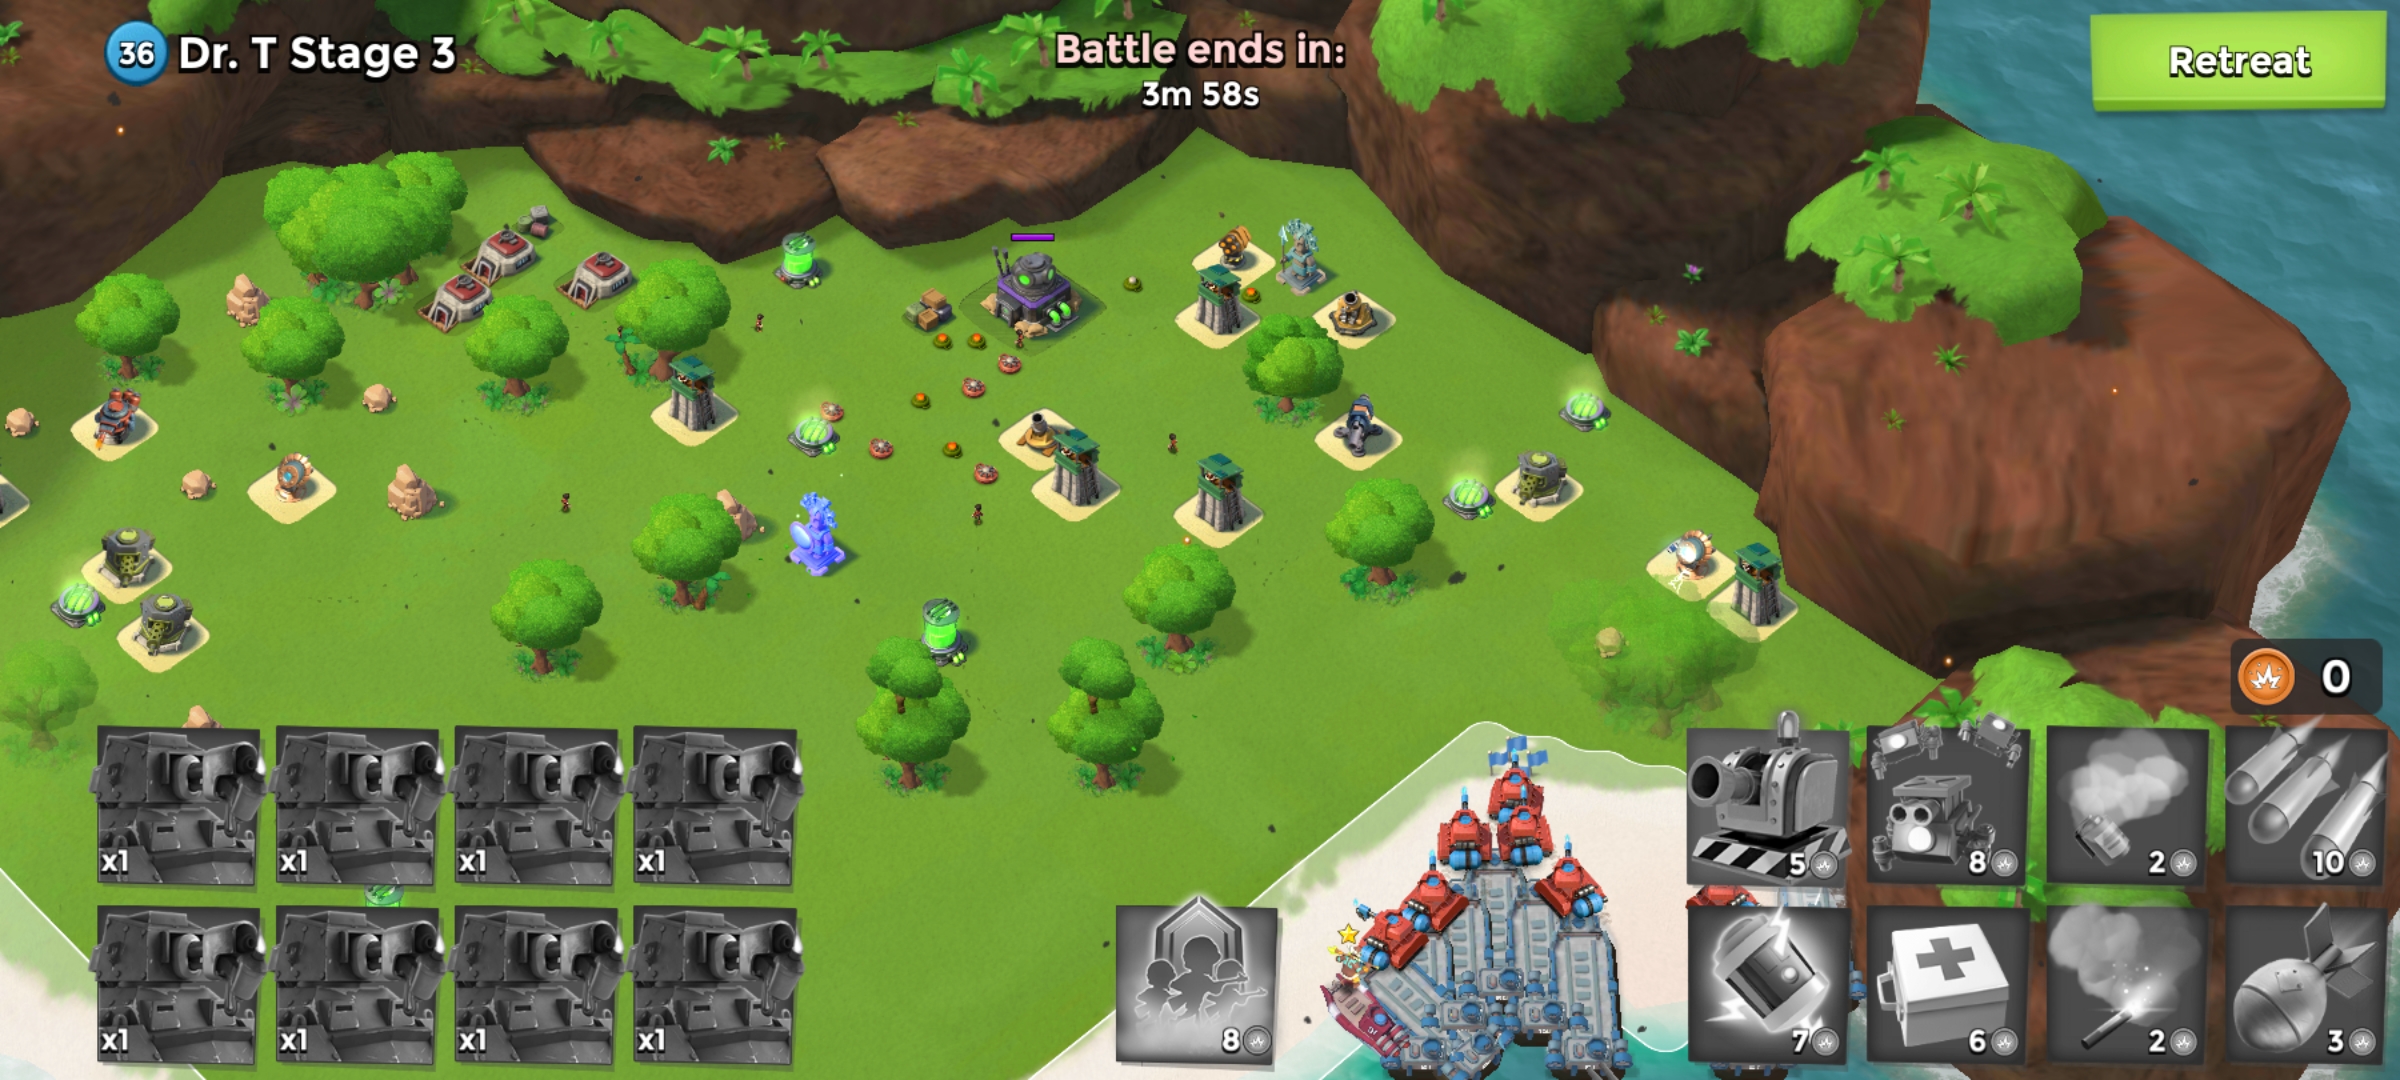 36 Dr. T Stage 3
Battle ends in:
3m 58s
Retreat
0
x1
x1
x1
x1
5
8
2
10
x1
x1
x1
x1
8
7
6
2
3